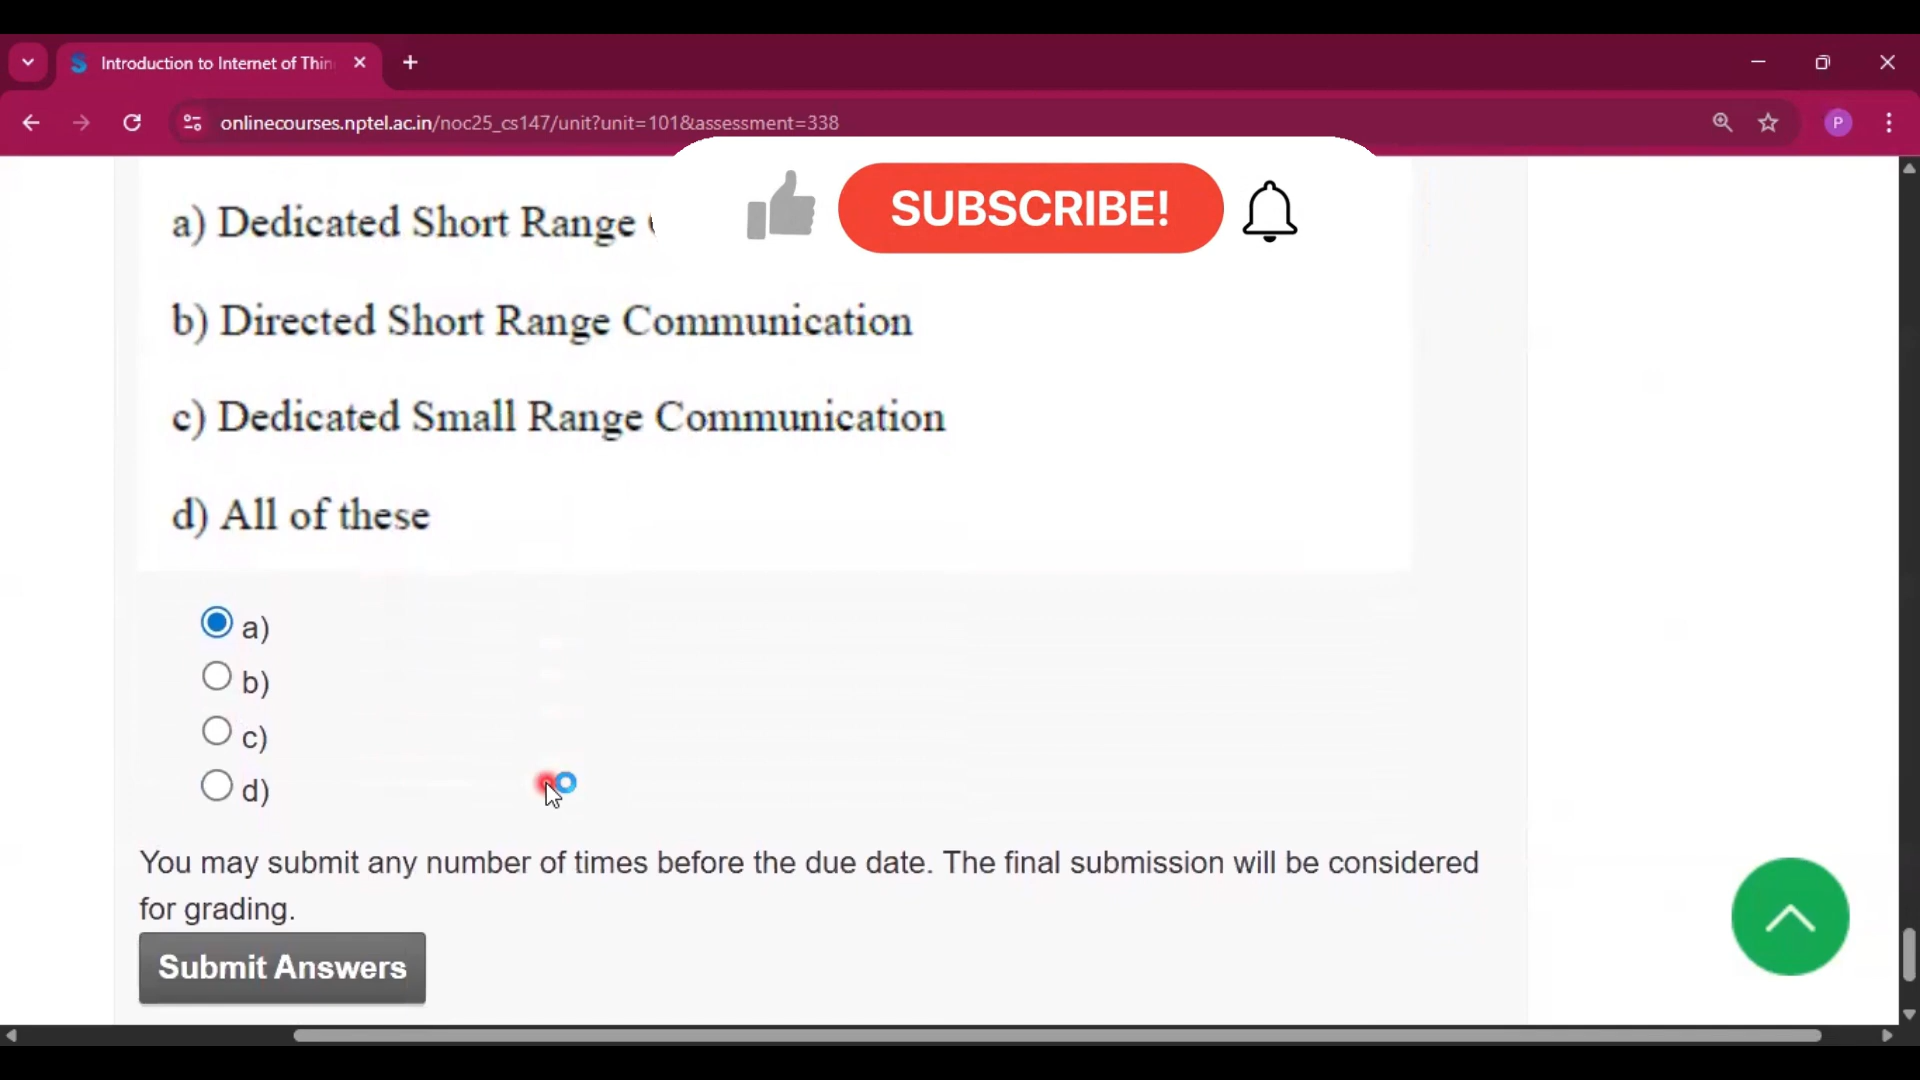 Introduction to Internet of Thin
onlinecourses.nptel.ac.in/noc25_cs147/unit?unit=101&assessment=338
P
SUBSCRIBE!
a) Dedicated Short Range
b) Directed Short Range Communication
c) Dedicated Small Range Communication
d) All of these
a)
b)
c)
d)
You may submit any number of times before the due date. The final submission will be considered
for grading.
Submit Answers